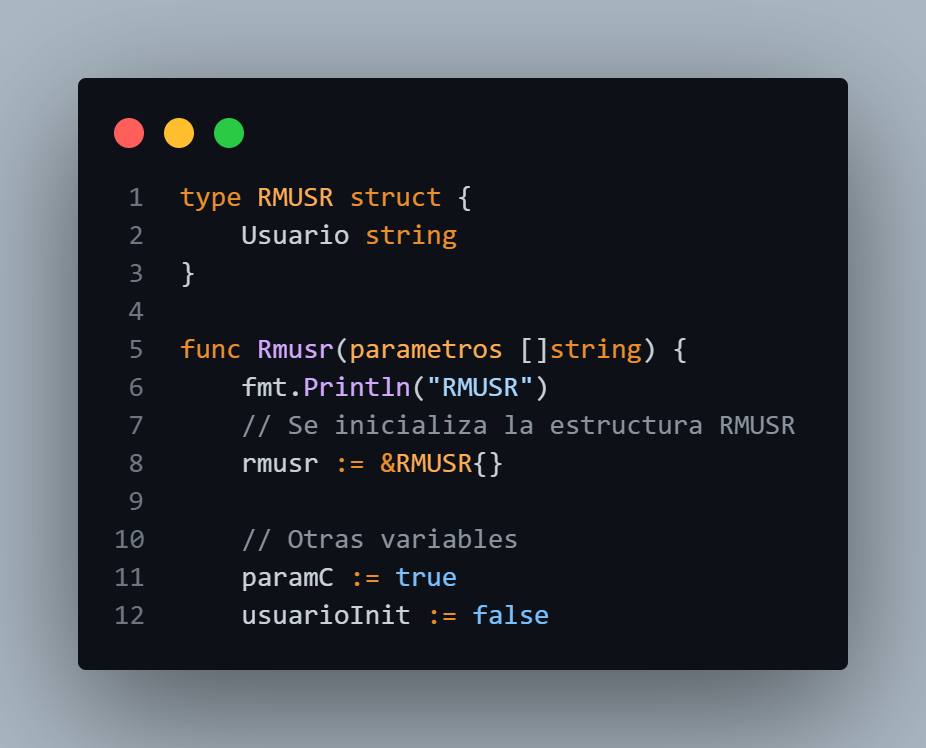 1 type RMUSR struct {
2     Usuario string
3 }
4
5 func Rmusr(parametros []string) {
6     fmt.Println("RMUSR")
7     // Se inicializa la estructura RMUSR
8     rmusr := &RMUSR{}
9
10     // Otras variables
11     paramC := true
12     usuarioInit := false